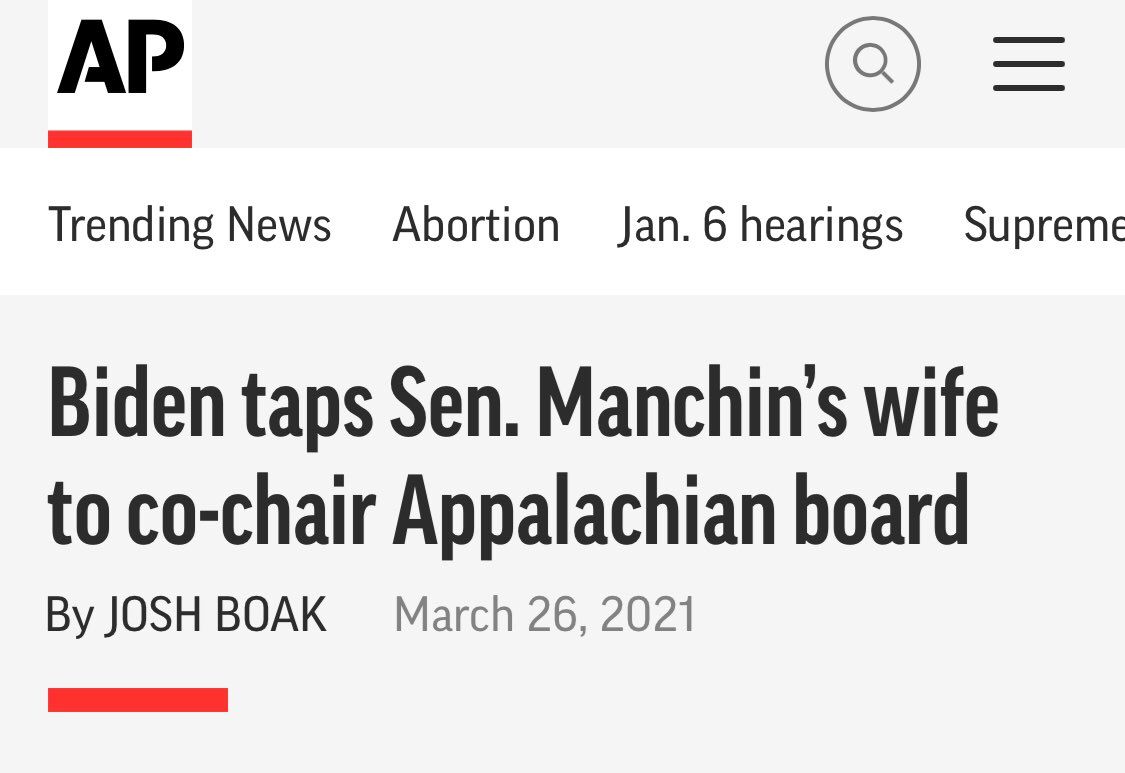 AP
Trending News Abortion Jan. 6 hearings Supreme
Biden taps Sen. Manchin’s wife
to co-chair Appalachian board
By JOSH BOAK March 26, 2021